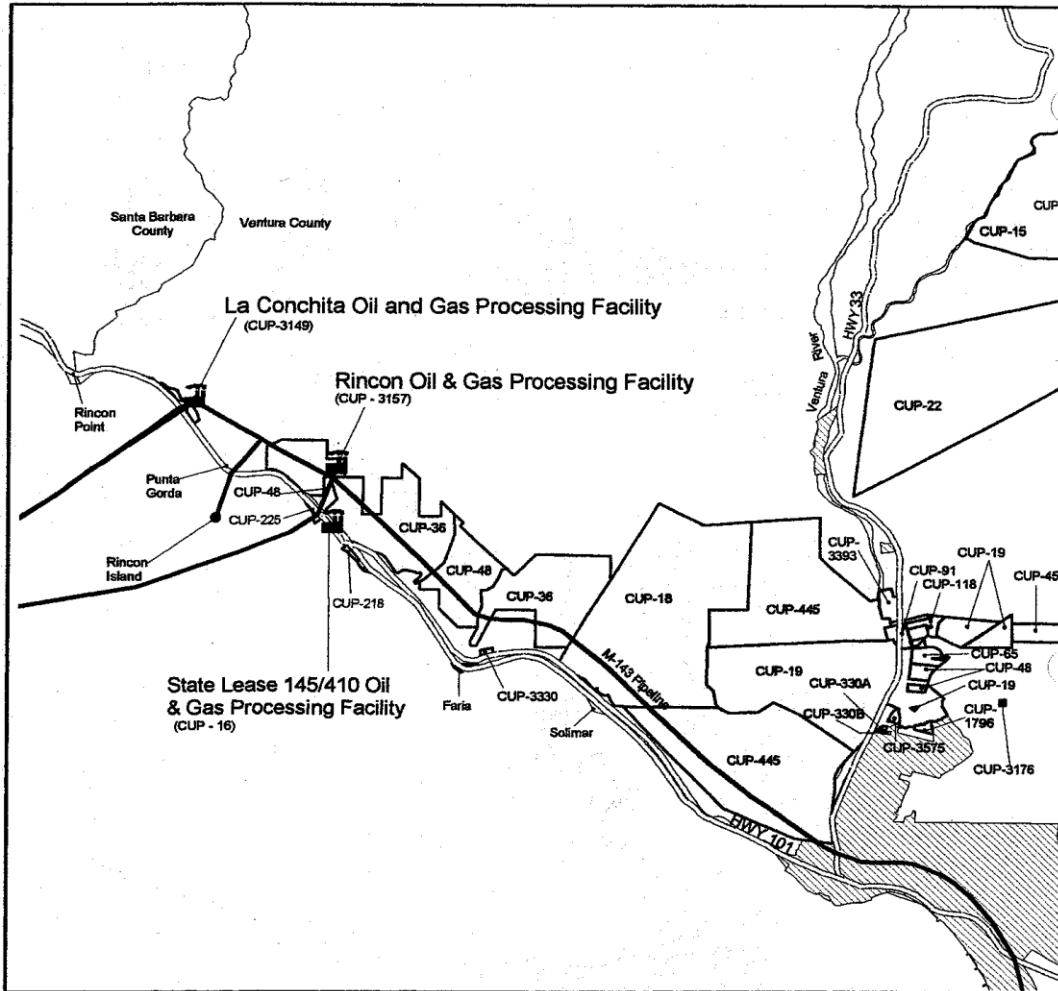 Santa Barbara
County
Ventura County
CUP
CUP-15
HWY 33
Ventura River
La Conchita Oil and Gas Processing Facility
(CUP-3149)
Rincon Oil & Gas Processing Facility
(CUP - 3157)
CUP-22
Rincon
Point
Punta
Gorda
CUP-48
CUP-225
CUP-36
Rincon
Island
CUP-48
CUP-36
CUP-18
CUP-
3393
CUP-91
CUP-118
CUP-19
CUP-45
CUP-218
CUP-445
CUP-65
CUP-48
CUP-19
CUP-19
CUP-330A
CUP-330B
CUP-
1796
CUP-3575
CUP-3176
M-143 Pipeline
State Lease 145/410 Oil
& Gas Processing Facility
(CUP - 16)
Faria
CUP-3330
Solimar
CUP-445
HWY 101